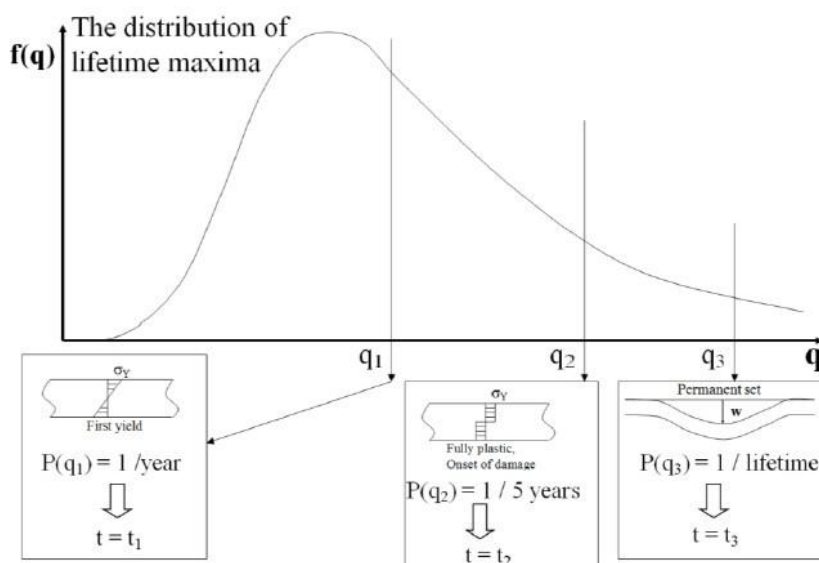 The distribution of
lifetime maxima
f(q)
q₁
q₂
q₃
q
σY
First yield
P(q₁) = 1 /year
t = t₁
σY
Fully plastic,
Onset of damage
P(q₂) = 1 / 5 years
t = t₂
Permanent set
w
P(q₃) = 1 / lifetime
t = t₃